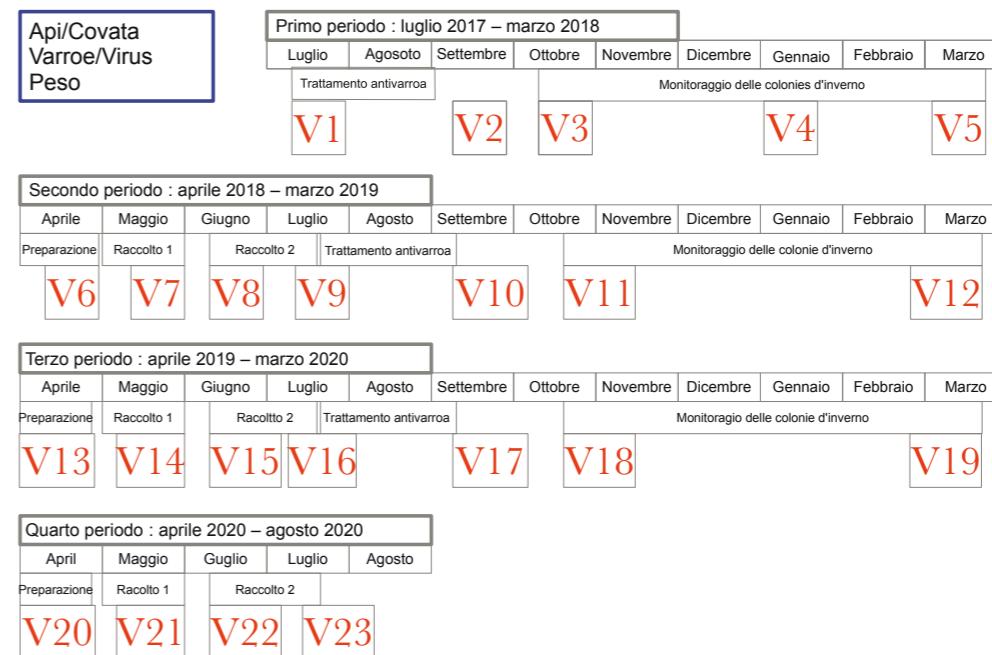 Api/Covata
Varroe/Virus
Peso
Primo periodo : luglio 2017 – marzo 2018
Luglio Agosoto Settembre Ottobre Novembre Dicembre Gennaio Febbraio Marzo
Trattamento antivarroa Monitoraggio delle colonies d'inverno
V1 V2 V3 V4 V5
Secondo periodo : aprile 2018 – marzo 2019
Aprile Maggio Giugno Luglio Agosto Settembre Ottobre Novembre Dicembre Gennaio Febbraio Marzo
Preparazione Raccolto 1 Raccolto 2 Trattamento antivarroa Monitoraggio delle colonie d'inverno
V6 V7 V8 V9 V10 V11 V12
Terzo periodo : aprile 2019 – marzo 2020
Aprile Maggio Giugno Luglio Agosto Settembre Ottobre Novembre Dicembre Gennaio Febbraio Marzo
Preparazione Raccolto 1 Racoltto 2 Trattamento antivarroa Monitoragio delle colonie d'inverno
V13 V14 V15 V16 V17 V18 V19
Quarto periodo : aprile 2020 – agosto 2020
April Maggio Guglio Luglio Agosto
Preparazione Racolto 1 Raccolto 2
V20 V21 V22 V23